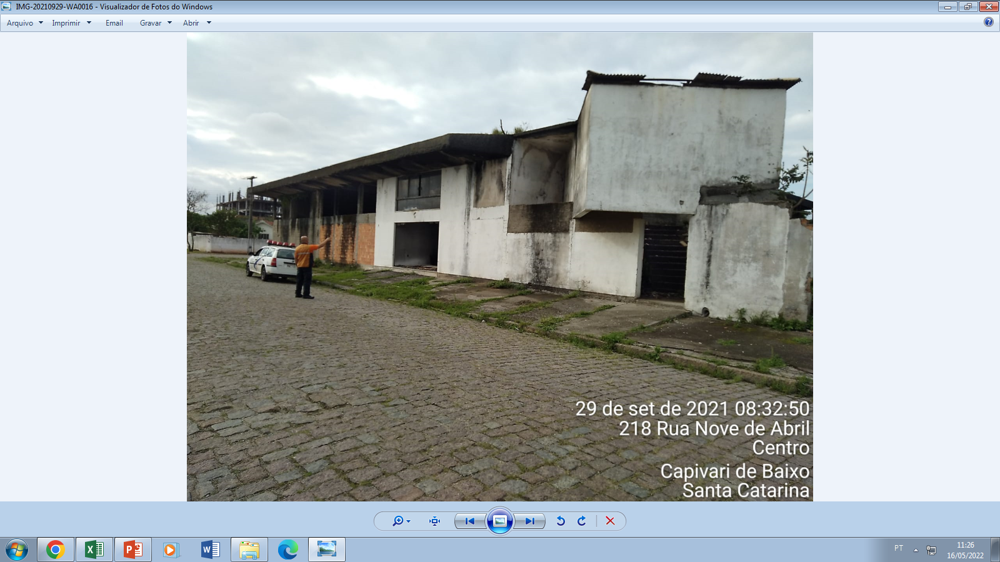 IMG-20210929-WA0016 - Visualizador de Fotos do Windows
Arquivo Imprimir Email Gravar Abrir
29 de set de 2021 08:32:50
218 Rua Nove de Abril
Centro
Capivari de Baixo
Santa Catarina
PT
11:26
16/05/2022